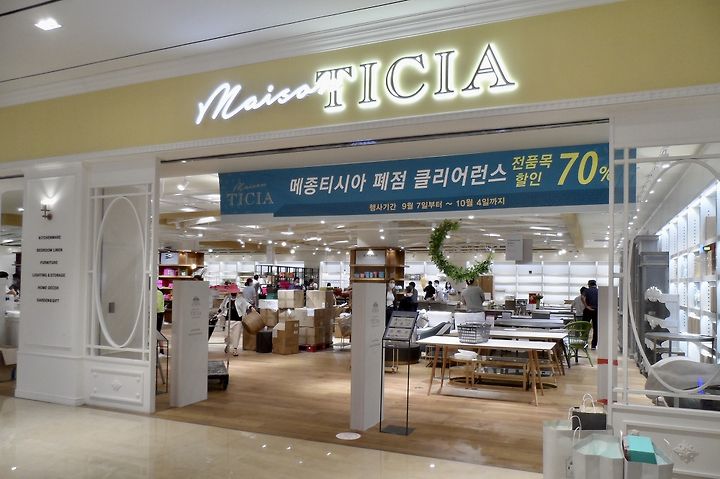 Maison TICIA
Maison
TICIA
메종티시아 폐점 클리어런스
전품목
할인
70%
행사기간 9월 7일부터 ~ 10월 4일까지
KITCHENWARE
BEDROOM LINEN
FURNITURE
LIGHTING & STORAGE
HOME DECOR
GARDEN&GIFT